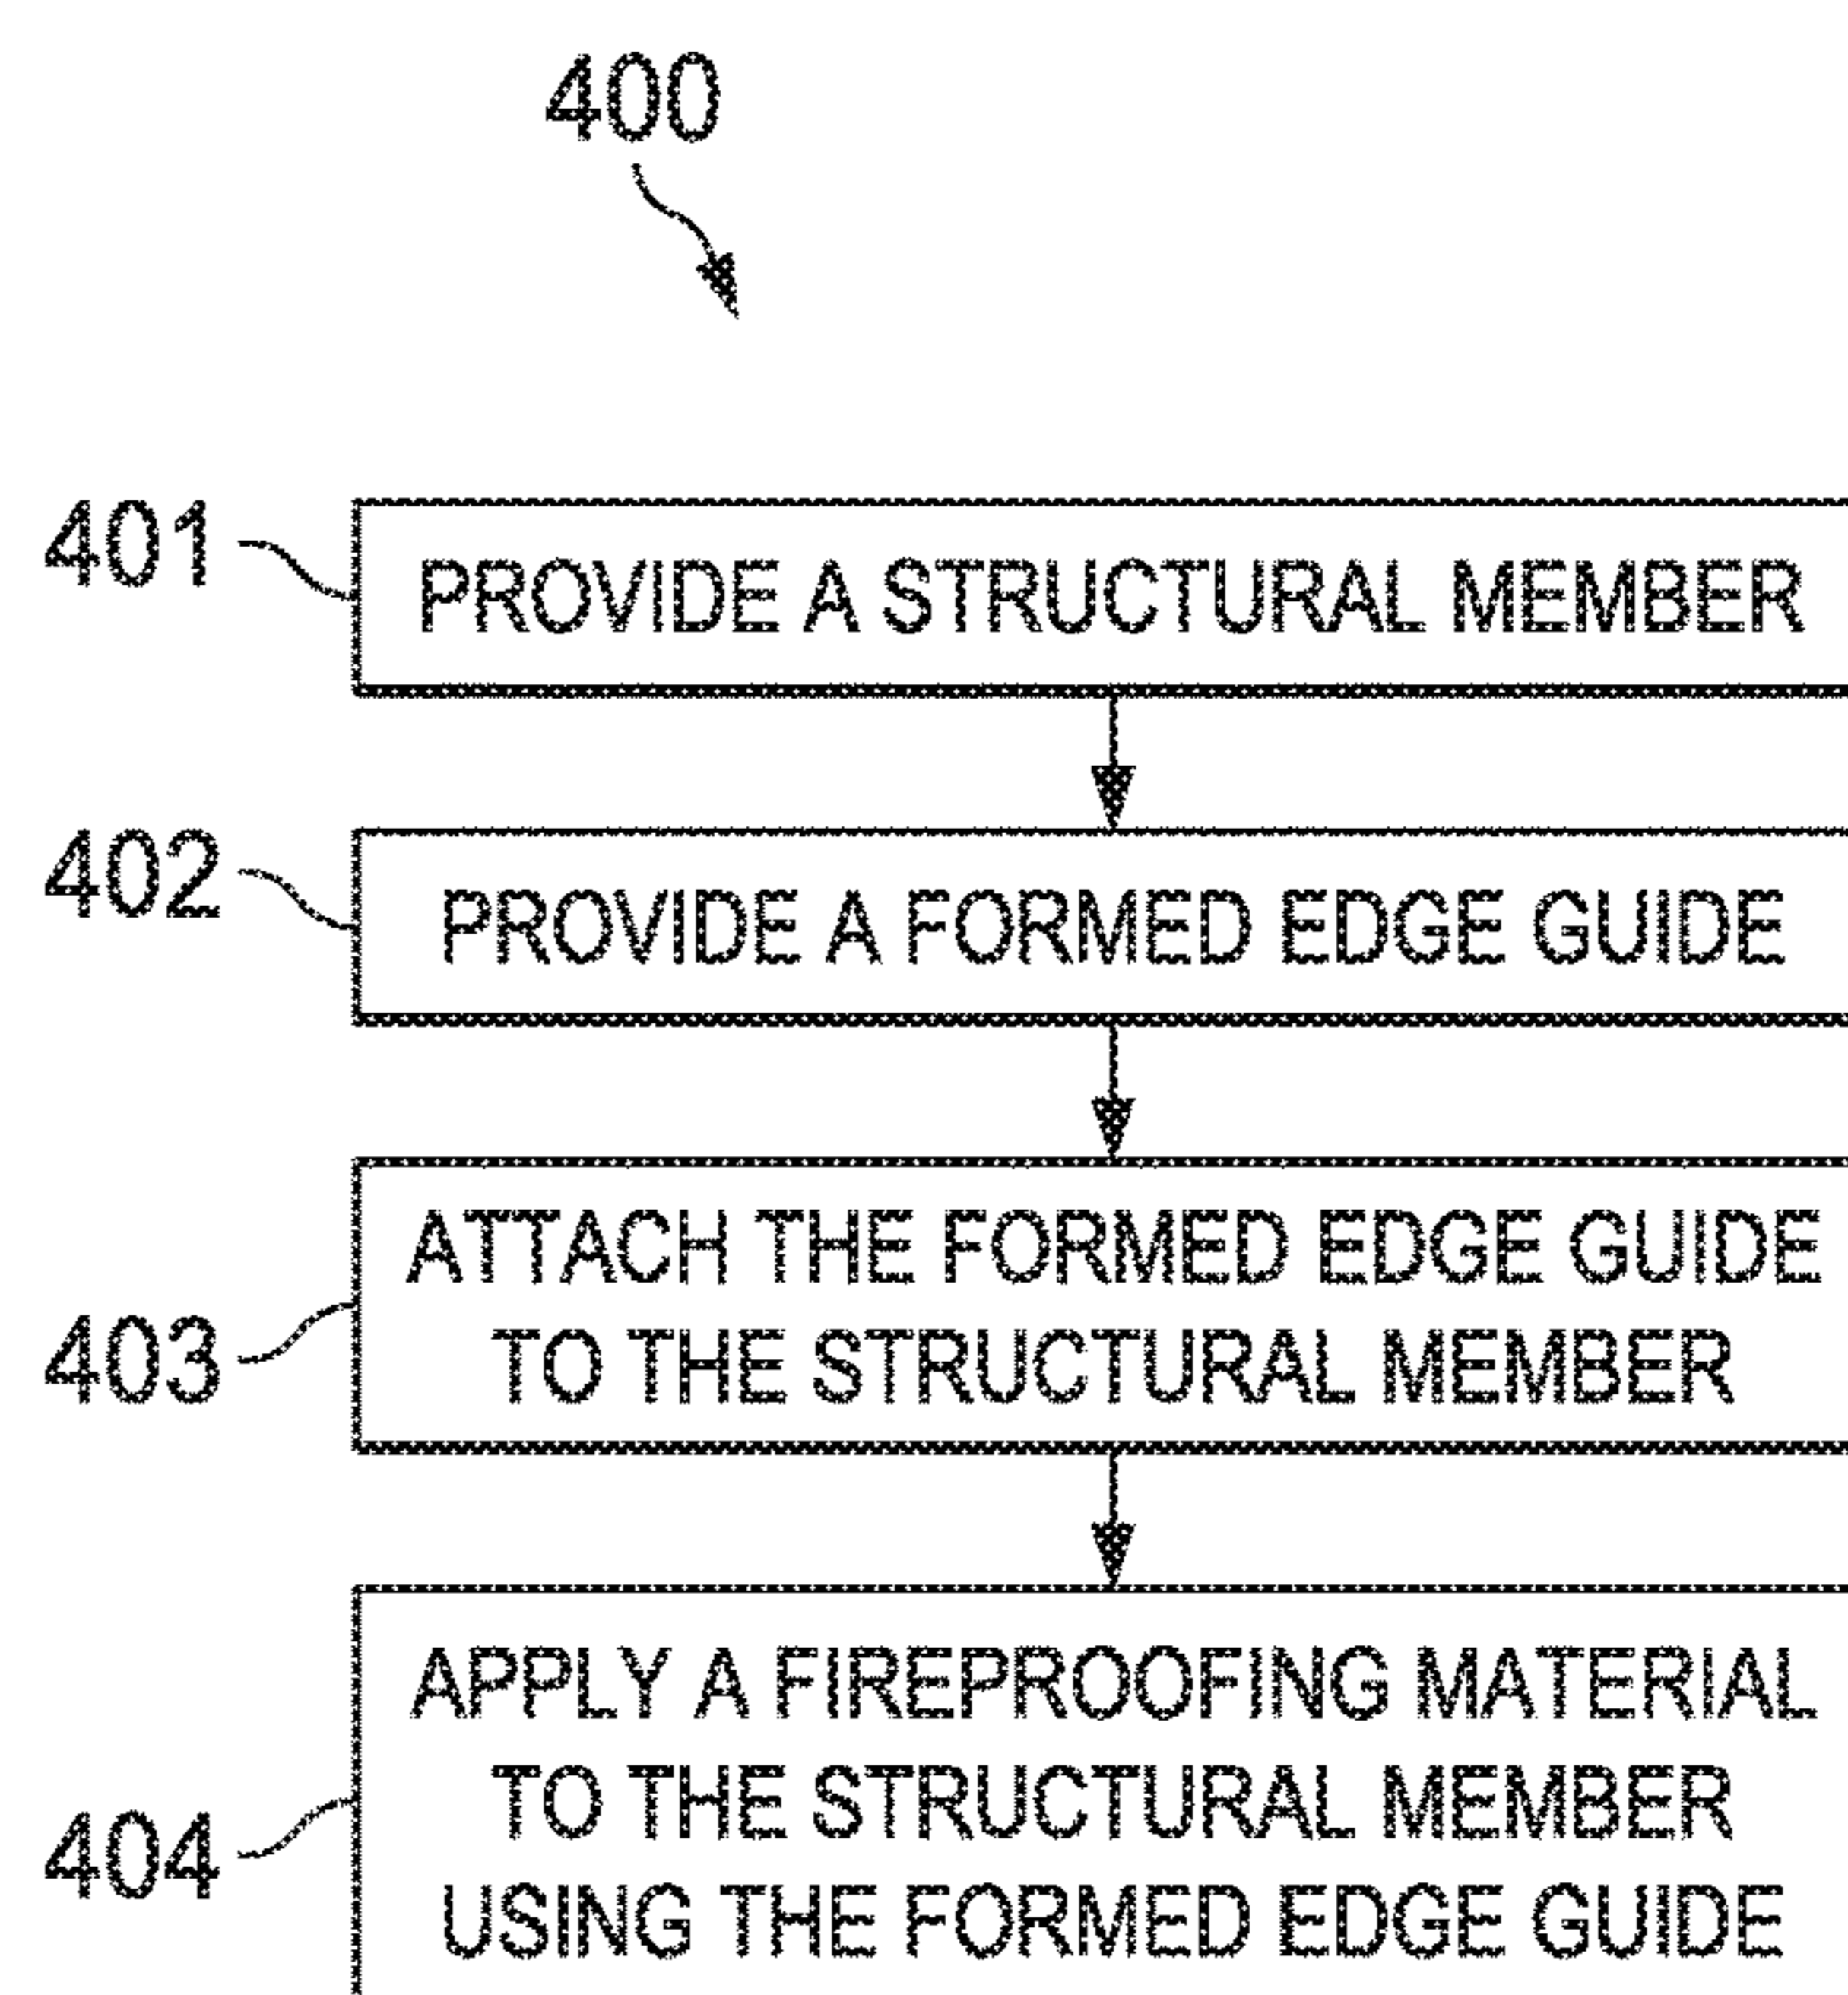 400
401
PROVIDE A STRUCTURAL MEMBER
402
PROVIDE A FORMED EDGE GUIDE
ATTACH THE FORMED EDGE GUIDE
TO THE STRUCTURAL MEMBER
403
APPLY A FIREPROOFING MATERIAL
TO THE STRUCTURAL MEMBER
USING THE FORMED EDGE GUIDE
404